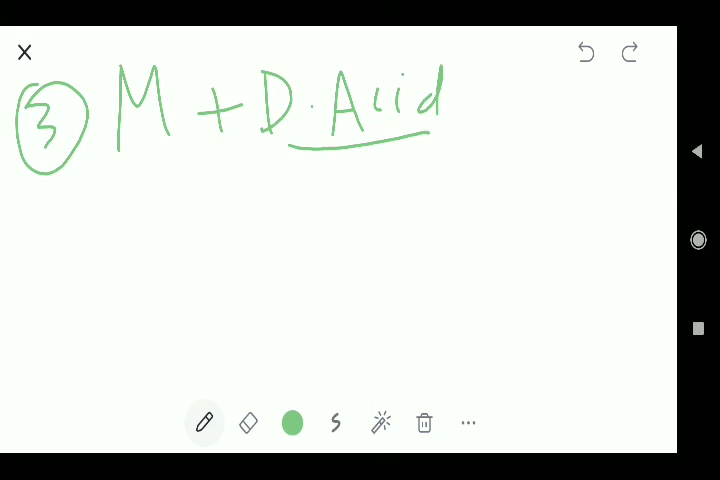 ③ M + D. Acid